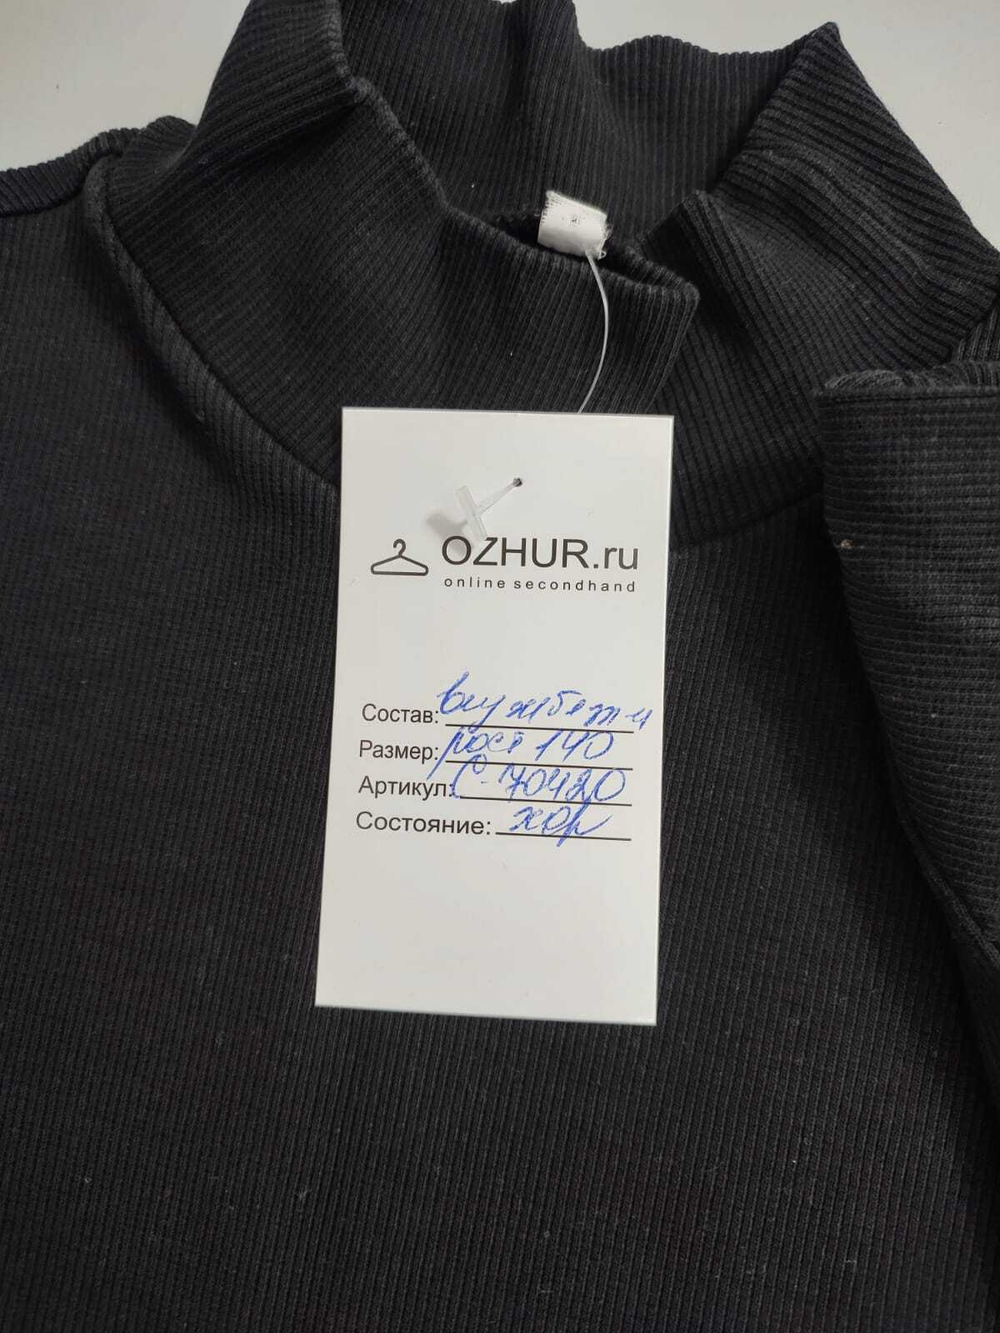 OZHUR.ru
online secondhand
Состав:
Размер: рост 140
Артикул: С-70420
Состояние: хор